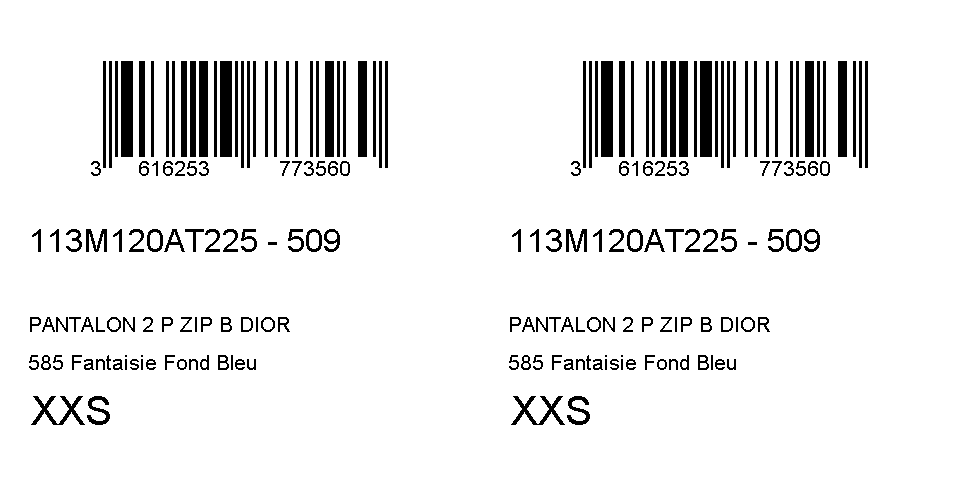 3 616253 773560
113M120AT225 - 509
PANTALON 2 P ZIP B DIOR
585 Fantaisie Fond Bleu
XXS
3 616253 773560
113M120AT225 - 509
PANTALON 2 P ZIP B DIOR
585 Fantaisie Fond Bleu
XXS